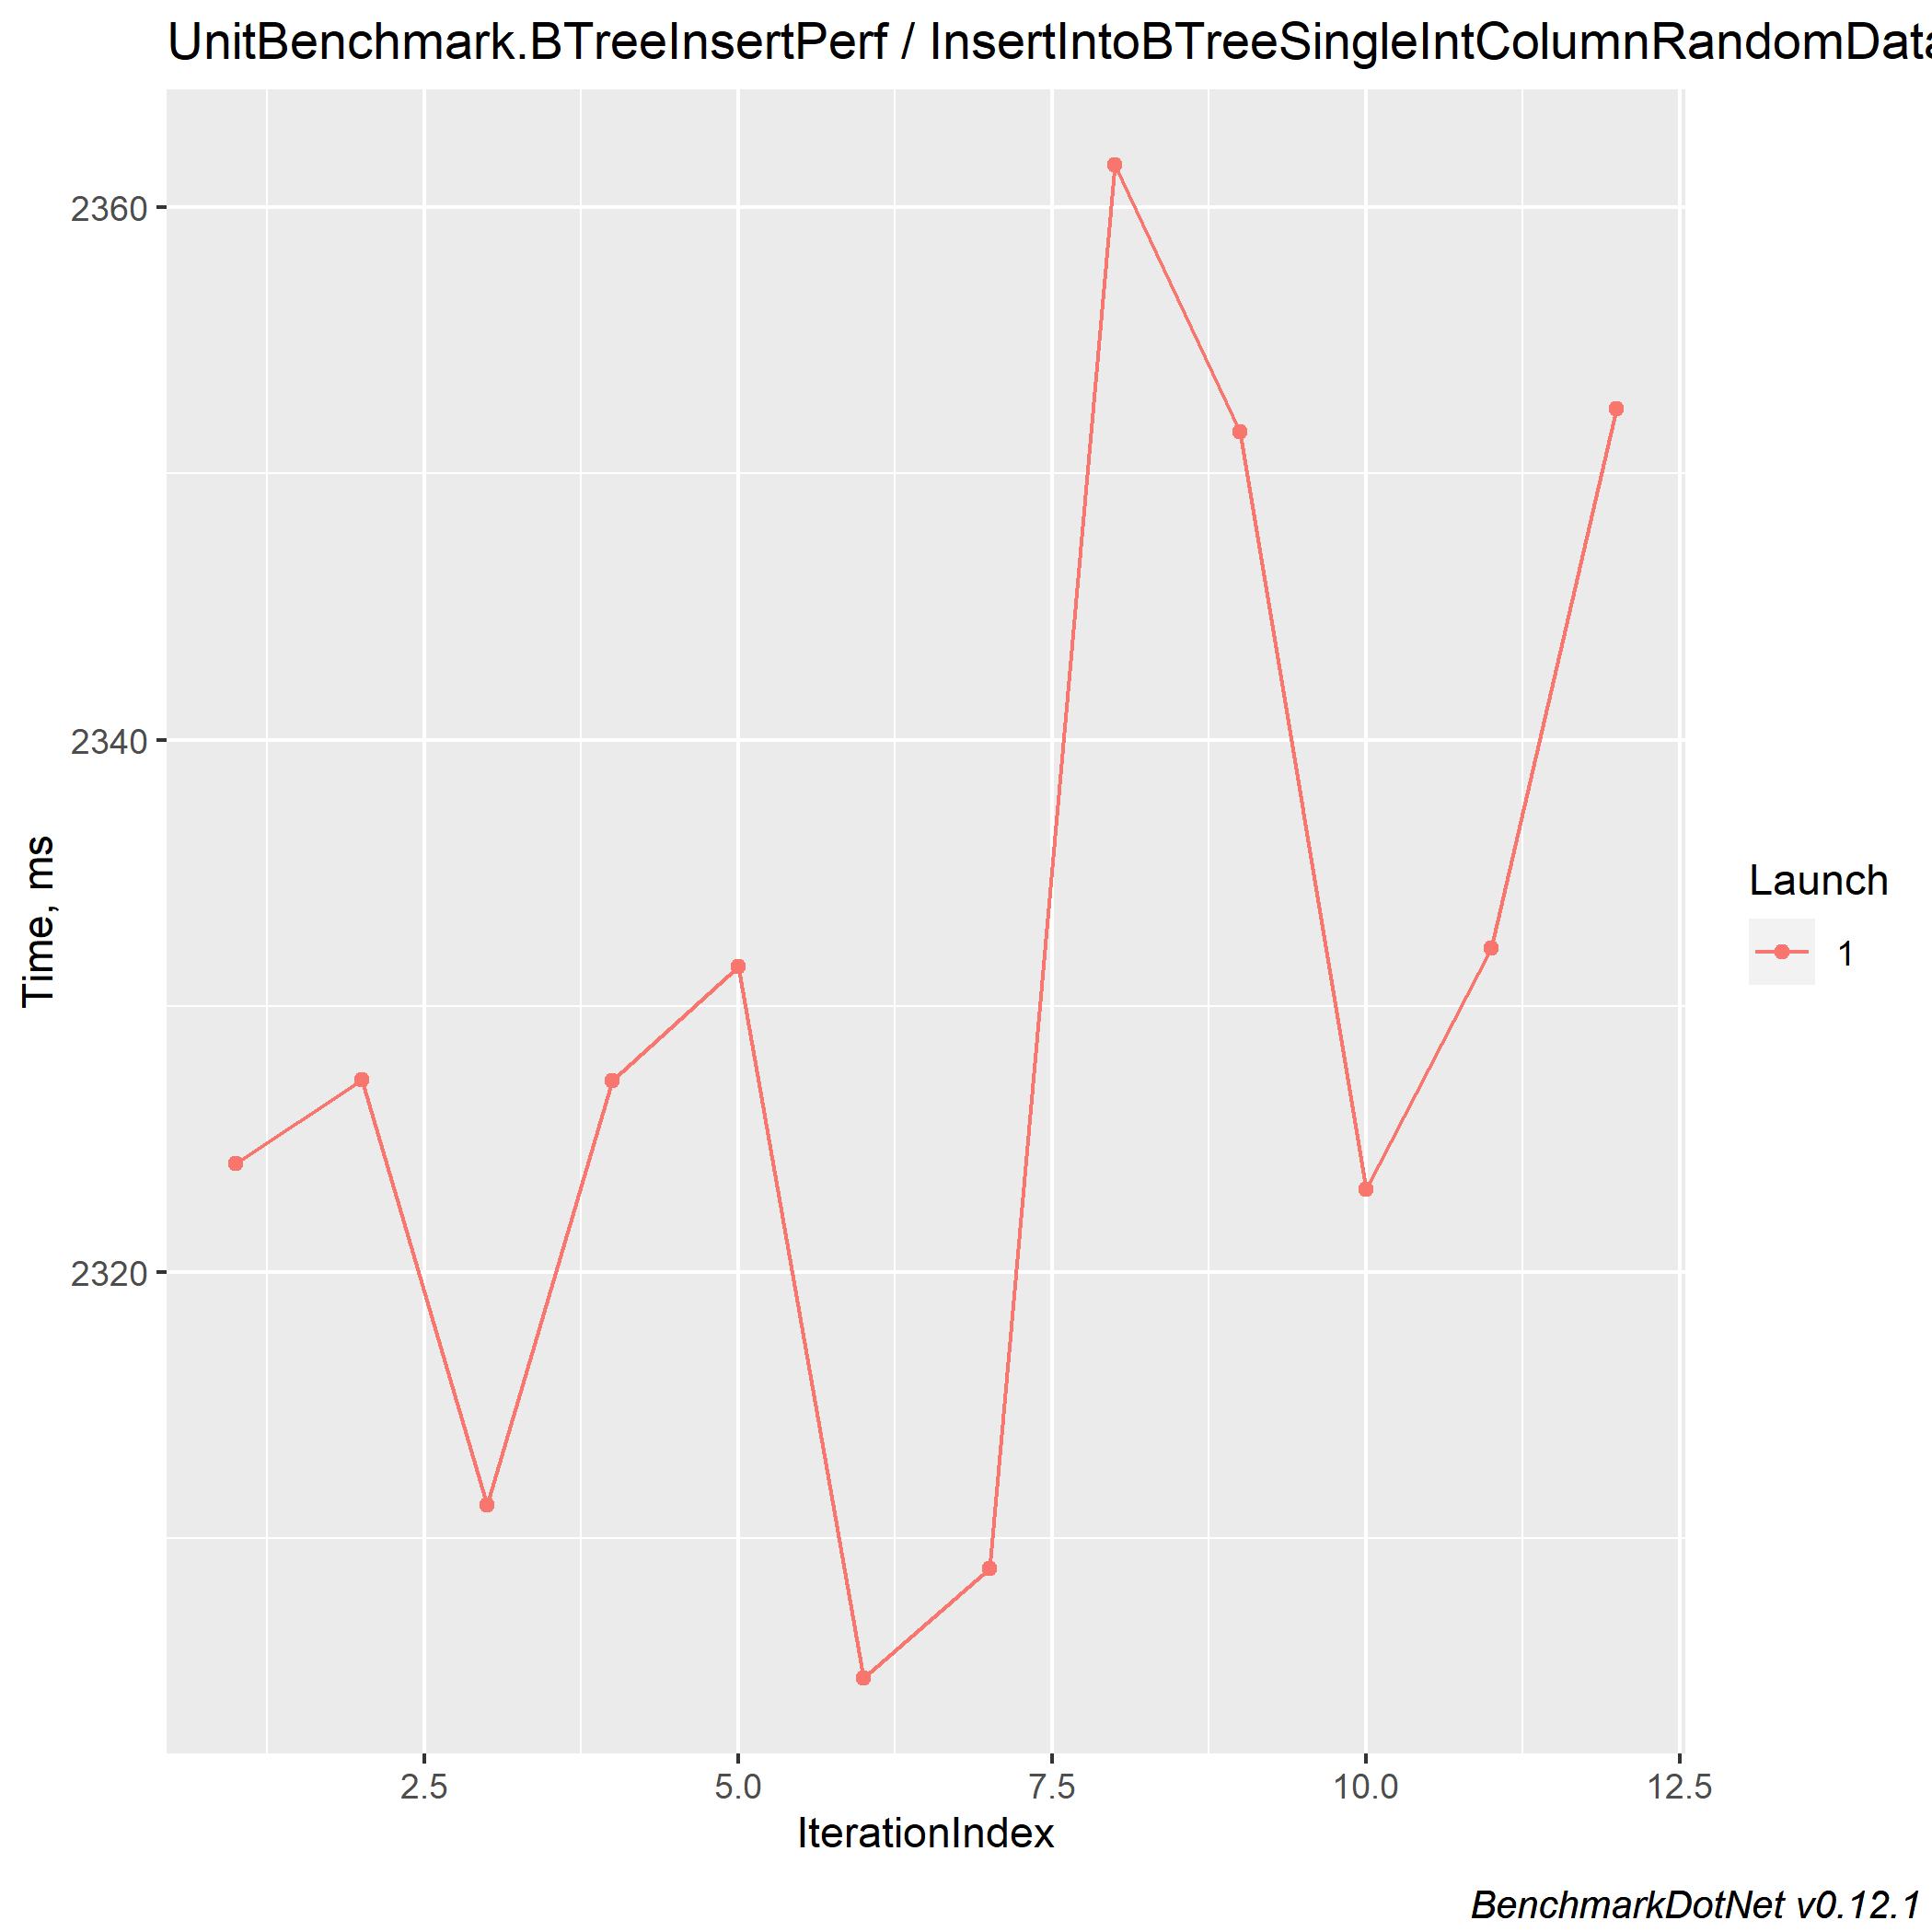 UnitBenchmark.BTreeInsertPerf / InsertIntoBTreeSingleIntColumnRandomData
2360
2340
2320
Time, ms
2.5 5.0 7.5 10.0 12.5
IterationIndex
Launch
1
BenchmarkDotNet v0.12.1